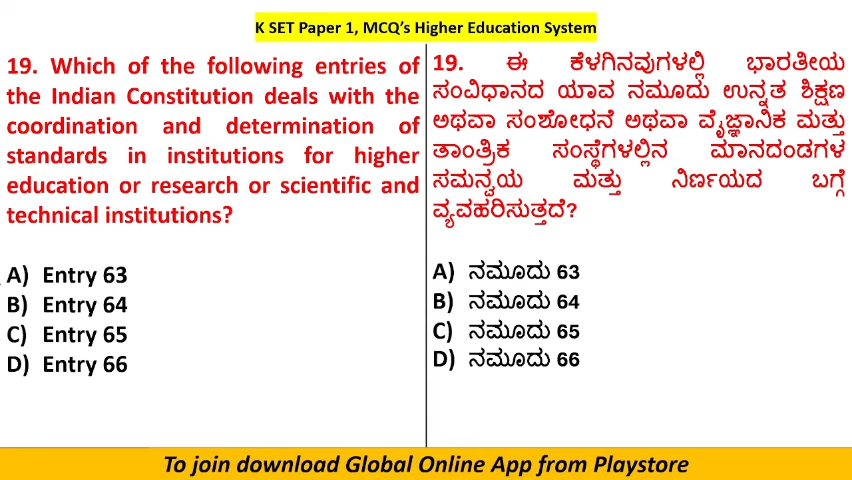 K SET Paper 1, MCQ’s Higher Education System
19. Which of the following entries of
the Indian Constitution deals with the
coordination and determination of
standards in institutions for higher
education or research or scientific and
technical institutions?
A) Entry 63
B) Entry 64
C) Entry 65
D) Entry 66
19. ಈ ಕೆಳಗಿನವುಗಳಲ್ಲಿ ಭಾರತೀಯ
ಸಂವಿಧಾನದ ಯಾವ ನಮೂದು ಉನ್ನತ ಶಿಕ್ಷಣ
ಅಥವಾ ಸಂಶೋಧನೆ ಅಥವಾ ವೈಜ್ಞಾನಿಕ ಮತ್ತು
ತಾಂತ್ರಿಕ ಸಂಸ್ಥೆಗಳಲ್ಲಿನ ಮಾನದಂಡಗಳ
ಸಮನ್ವಯ ಮತ್ತು ನಿರ್ಣಯದ ಬಗ್ಗೆ
ವ್ಯವಹರಿಸುತ್ತದೆ?
A) ನಮೂದು 63
B) ನಮೂದು 64
C) ನಮೂದು 65
D) ನಮೂದು 66
To join download Global Online App from Playstore